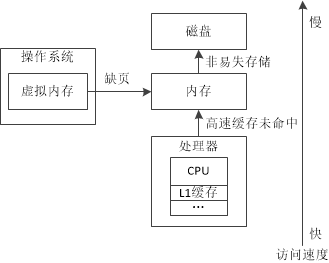 磁盘
慢
操作系统
非易失存储
缺页
虚拟内存
内存
高速缓存未命中
处理器
CPU
L1缓存
...
快
访问速度